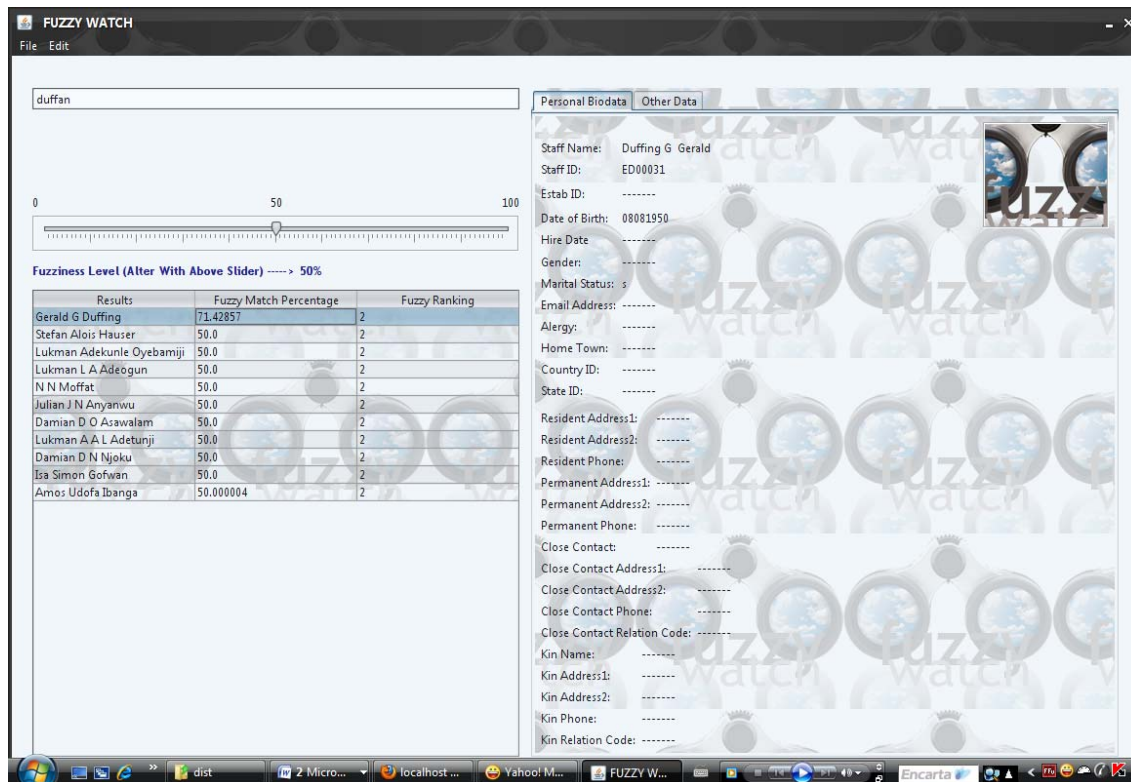 FUZZY WATCH
File Edit
duffan
0 50 100
Fuzziness Level (Alter With Above Slider) -----> 50%
Results Fuzzy Match Percentage Fuzzy Ranking
Gerald G Duffing 71.42857 2
Stefan Alois Hauser 50.0 2
Lukman Adekunle Oyebamiji 50.0 2
Lukman L A Adeogun 50.0 2
N N Moffat 50.0 2
Julian J N Anyanwu 50.0 2
Damian D O Asawalam 50.0 2
Lukman A A L Adetunji 50.0 2
Damian D N Njoku 50.0 2
Isa Simon Gofwan 50.0 2
Amos Udofa Ibanga 50.000004 2
Personal Biodata Other Data
fuzz
watch
Staff Name: Duffing G Gerald
Staff ID: ED00031
Estab ID: -------
Date of Birth: 08081950
Hire Date -------
Gender: -------
Marital Status: s
Email Address: -------
Alergy: -------
Home Town: -------
Country ID: -------
State ID: -------
Resident Address1: -------
Resident Address2: -------
Resident Phone: -------
Permanent Address1: -------
Permanent Address2: -------
Permanent Phone: -------
Close Contact: -------
Close Contact Address1: -------
Close Contact Address2: -------
Close Contact Phone: -------
Close Contact Relation Code: -------
Kin Name: -------
Kin Address1: -------
Kin Address2: -------
Kin Phone: -------
Kin Relation Code: -------
dist 2 Micro... localhost ... Yahoo! M... FUZZY W... Encarta